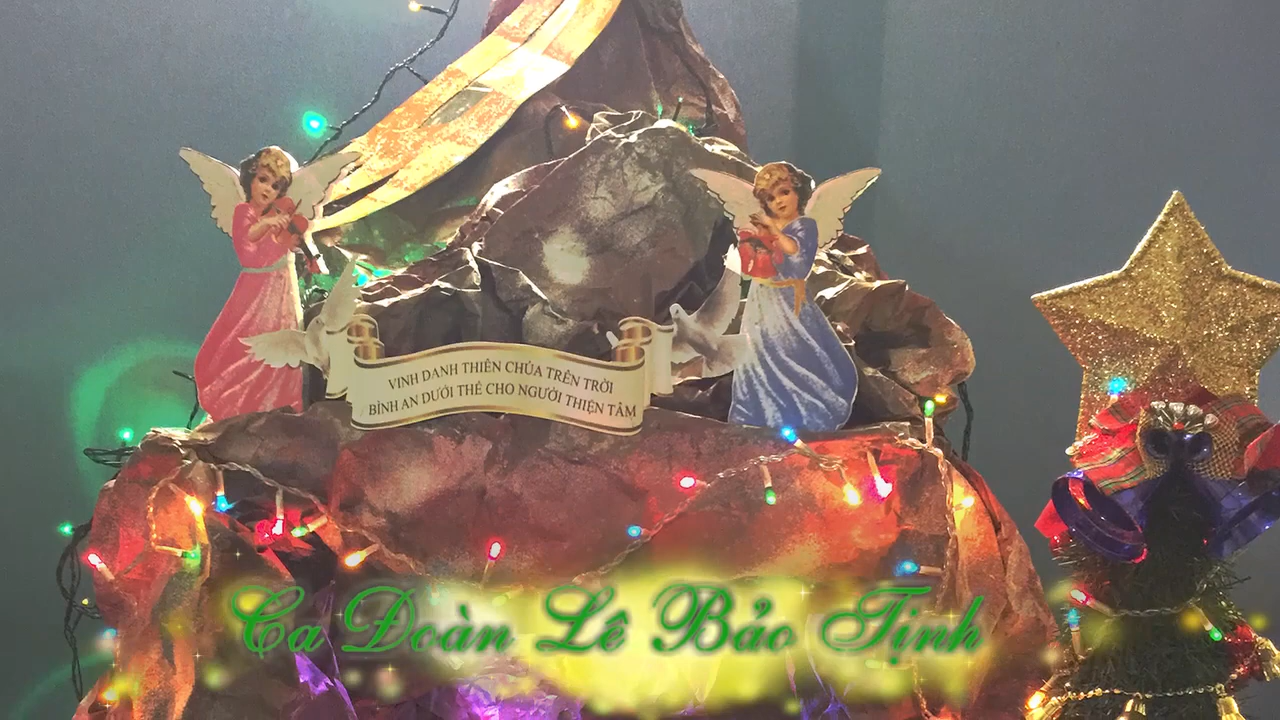 VINH DANH THIÊN CHÚA TRÊN TRỜI
BÌNH AN DƯỚI THẾ CHO NGƯỜI THIỆN TÂM
Ca Đoàn Lê Bảo Tịnh